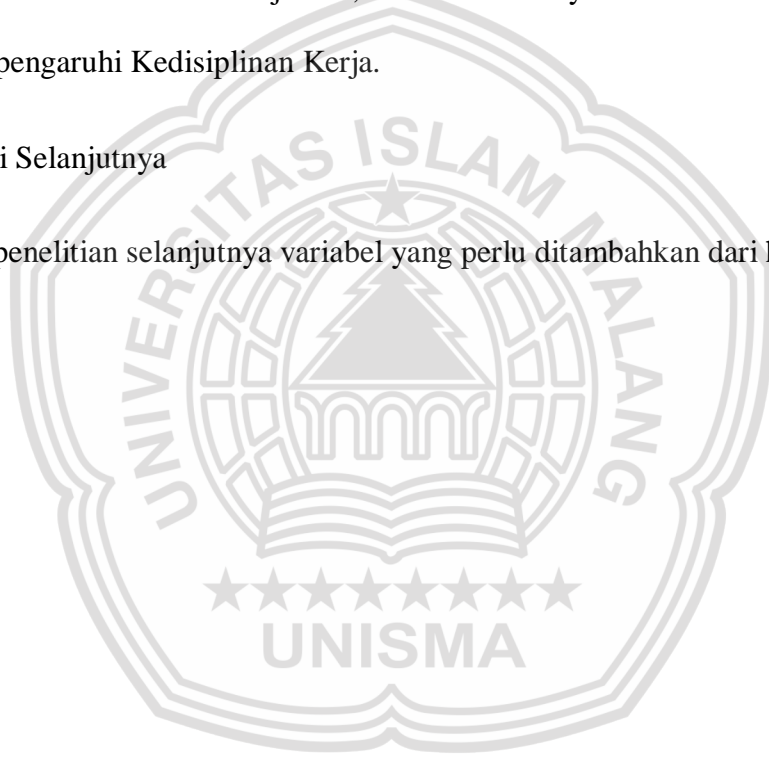 pengaruhi Kedisiplinan Kerja.
i Selanjutnya
penelitian selanjutnya variabel yang perlu ditambahkan dari
UNIVERSITAS ISLAM MALANG
UNISMA